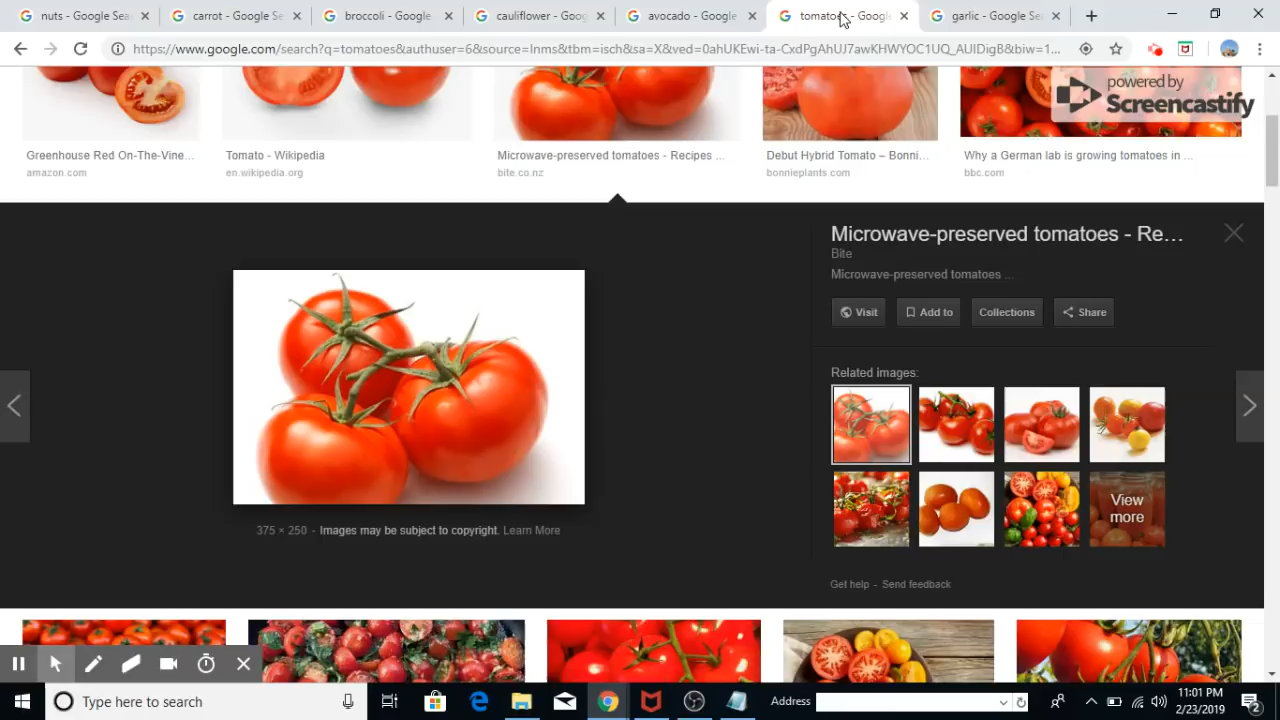 nuts - Google Sea
carrot - Google S
broccoli - Google
cauliflower - Goog
avocado - Google
tomatoes - Google
garlic - Google Se
https://www.google.com/search?q=tomatoes&authuser=6&source=lnms&tbm=isch&sa=X&ved=0ahUKEwi-ta-CxdPgAhUJ7awKHWYOC1UQ_AUIDigB&biw=1...
powered by
Screencastify
Greenhouse Red On-The-Vine...
amazon.com
Tomato - Wikipedia
en.wikipedia.org
Microwave-preserved tomatoes - Recipes ...
bite.co.nz
Debut Hybrid Tomato – Bonni...
bonnieplants.com
Why a German lab is growing tomatoes in ...
bbc.com
Microwave-preserved tomatoes - Re...
Bite
Microwave-preserved tomatoes ...
Visit
Add to
Collections
Share
Related images:
View
more
375 × 250 - Images may be subject to copyright. Learn More
Get help - Send feedback
Type here to search
Address
11:01 PM
2/23/2019
2